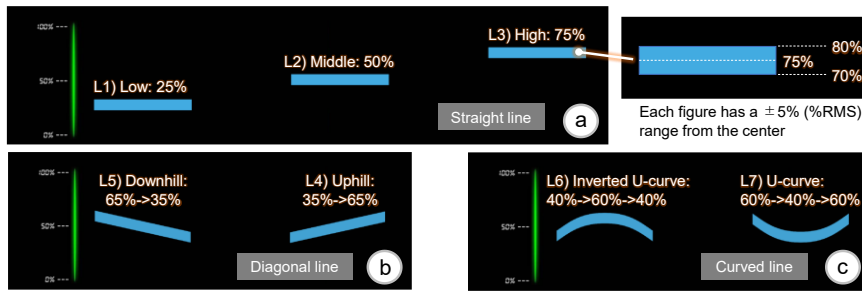 100%
50%
0%
L1) Low: 25%
L2) Middle: 50%
L3) High: 75%
Straight line
a
80%
75%
70%
Each figure has a ±5% (%RMS)
range from the center
100%
50%
0%
L5) Downhill:
65%->35%
L4) Uphill:
35%->65%
Diagonal line
b
100%
50%
0%
L6) Inverted U-curve:
40%->60%->40%
L7) U-curve:
60%->40%->60%
Curved line
c